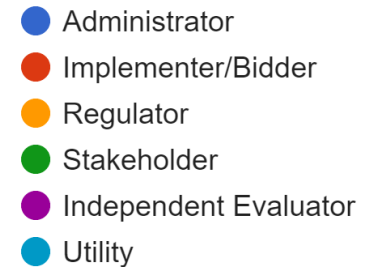 Administrator
Implementer/Bidder
Regulator
Stakeholder
Independent Evaluator
Utility